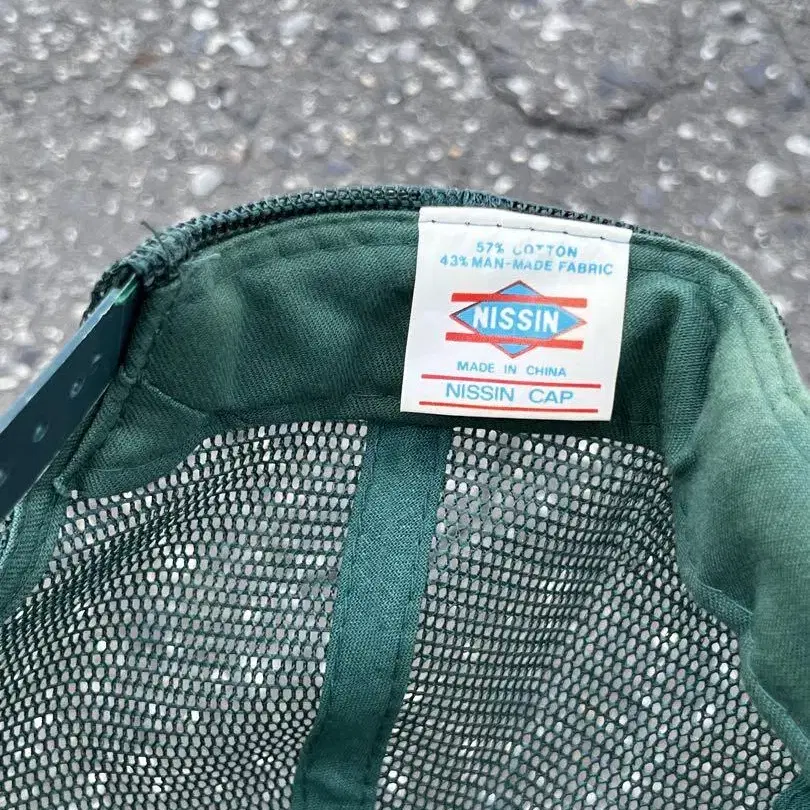 57% COTTON
43% MAN-MADE FABRIC
NISSIN
MADE IN CHINA
NISSIN CAP